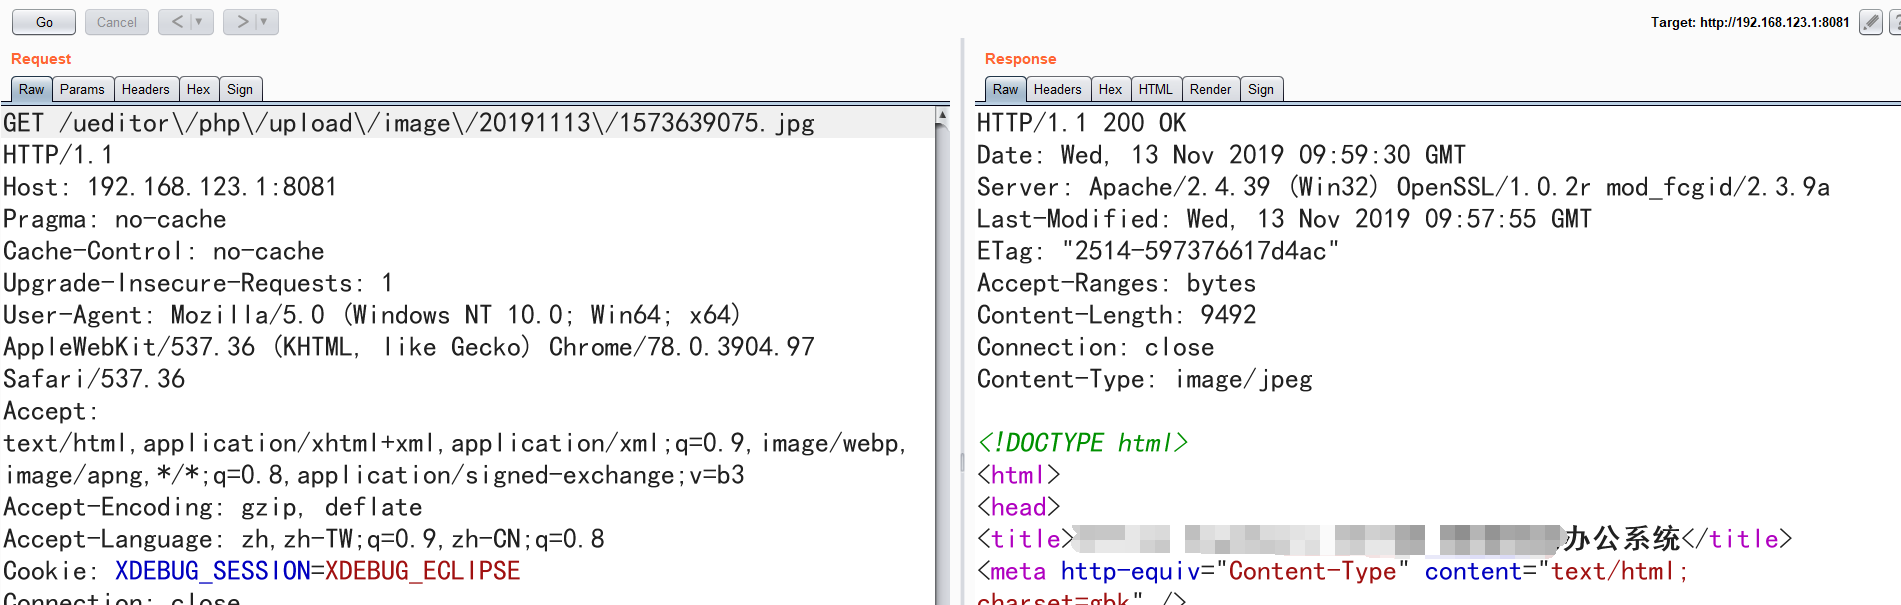 Go Cancel < > Target: http://192.168.123.1:8081
Request
Raw Params Headers Hex Sign
GET /ueditor\/php\/upload\/image\/20191113\/1573639075.jpg
HTTP/1.1
Host: 192.168.123.1:8081
Pragma: no-cache
Cache-Control: no-cache
Upgrade-Insecure-Requests: 1
User-Agent: Mozilla/5.0 (Windows NT 10.0; Win64; x64)
AppleWebKit/537.36 (KHTML, like Gecko) Chrome/78.0.3904.97
Safari/537.36
Accept:
text/html,application/xhtml+xml,application/xml;q=0.9,image/webp,
image/apng,*/*;q=0.8,application/signed-exchange;v=b3
Accept-Encoding: gzip, deflate
Accept-Language: zh,zh-TW;q=0.9,zh-CN;q=0.8
Cookie: XDEBUG_SESSION=XDEBUG_ECLIPSE
Connection: close
Response
Raw Headers Hex HTML Render Sign
HTTP/1.1 200 OK
Date: Wed, 13 Nov 2019 09:59:30 GMT
Server: Apache/2.4.39 (Win32) OpenSSL/1.0.2r mod_fcgid/2.3.9a
Last-Modified: Wed, 13 Nov 2019 09:57:55 GMT
ETag: "2514-597376617d4ac"
Accept-Ranges: bytes
Content-Length: 9492
Connection: close
Content-Type: image/jpeg
<!DOCTYPE html>
<html>
<head>
<title>办公系统</title>
<meta http-equiv="Content-Type" content="text/html;
charset=gbk" />